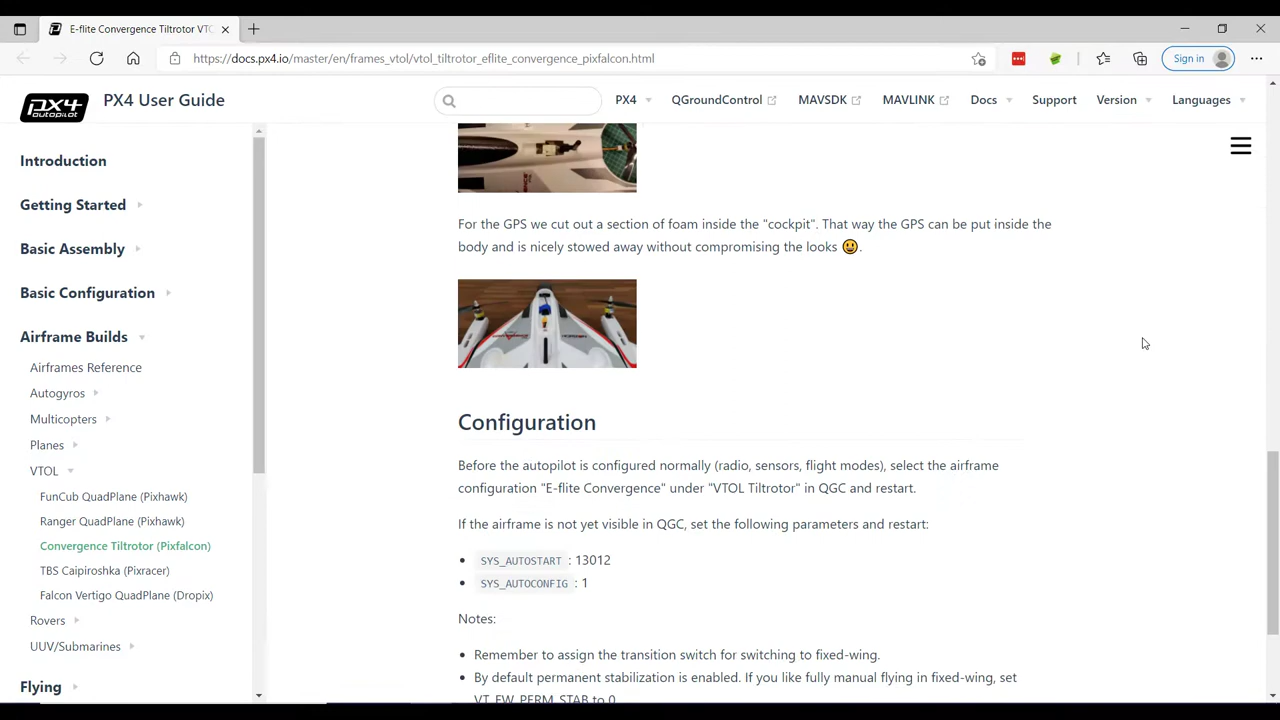 E-flite Convergence Tiltrotor VTC
https://docs.px4.io/master/en/frames_vtol/vtol_tiltrotor_eflite_convergence_pixfalcon.html
Sign in
px4
autopilot
PX4 User Guide
PX4
QGroundControl
MAVSDK
MAVLINK
Docs
Support
Version
Languages
Introduction
Getting Started
Basic Assembly
Basic Configuration
Airframe Builds
Airframes Reference
Autogyros
Multicopters
Planes
VTOL
FunCub QuadPlane (Pixhawk)
Ranger QuadPlane (Pixhawk)
Convergence Tiltrotor (Pixfalcon)
TBS Caipiroshka (Pixracer)
Falcon Vertigo QuadPlane (Dropix)
Rovers
UUV/Submarines
Flying
For the GPS we cut out a section of foam inside the "cockpit". That way the GPS can be put inside the
body and is nicely stowed away without compromising the looks 😃.
Configuration
Before the autopilot is configured normally (radio, sensors, flight modes), select the airframe
configuration "E-flite Convergence" under "VTOL Tiltrotor" in QGC and restart.
If the airframe is not yet visible in QGC, set the following parameters and restart:
• SYS_AUTOSTART : 13012
• SYS_AUTOCONFIG : 1
Notes:
• Remember to assign the transition switch for switching to fixed-wing.
• By default permanent stabilization is enabled. If you like fully manual flying in fixed-wing, set
VT_FW_PERM_STAB to 0